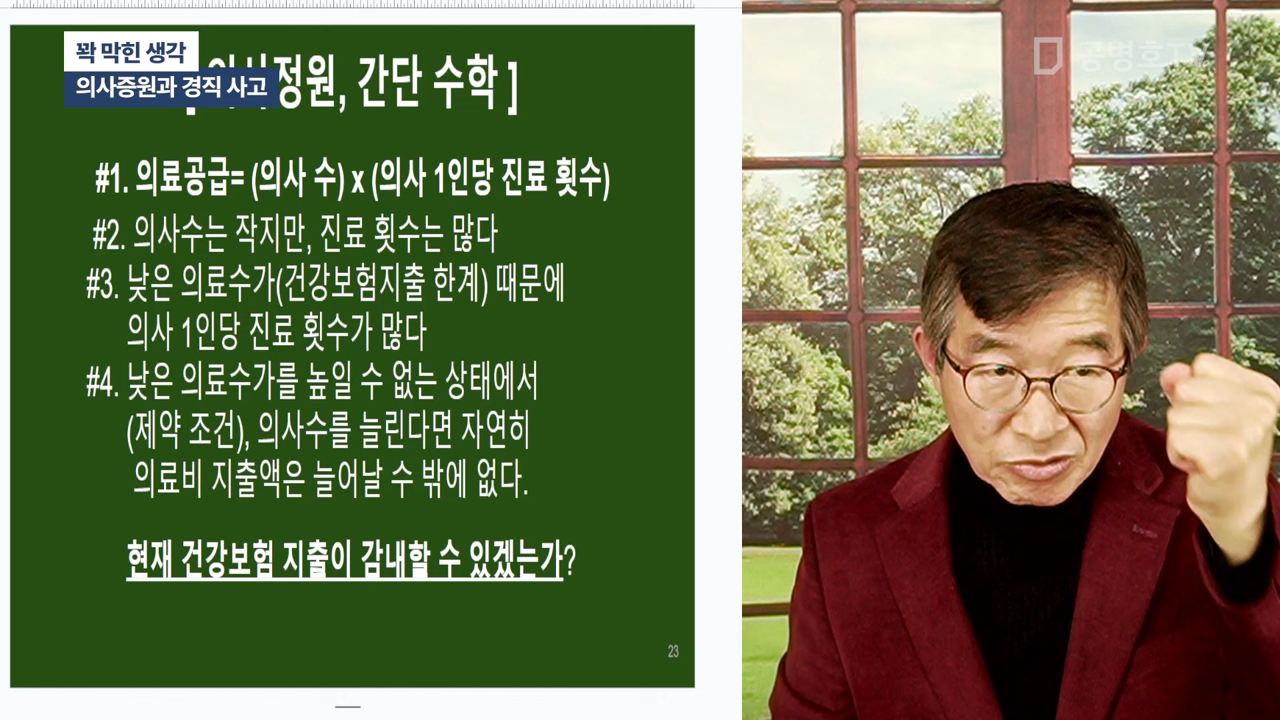 꽉 막힌 생각
의사증원과 경직 사고
정원, 간단 수학 ]
#1. 의료공급= (의사 수) x (의사 1인당 진료 횟수)
#2. 의사수는 작지만, 진료 횟수는 많다
#3. 낮은 의료수가(건강보험지출 한계) 때문에
의사 1인당 진료 횟수가 많다
#4. 낮은 의료수가를 높일 수 없는 상태에서
(제약 조건), 의사수를 늘린다면 자연히
의료비 지출액은 늘어날 수 밖에 없다.
현재 건강보험 지출이 감내할 수 있겠는가?
23
공병호TV